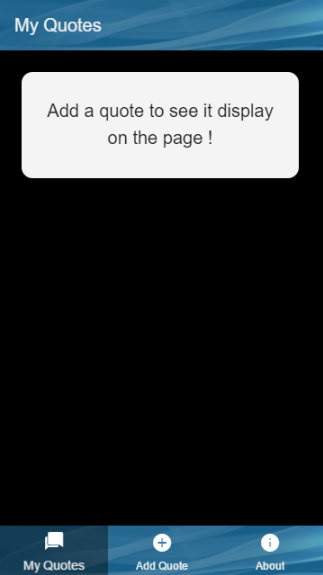 My Quotes
Add a quote to see it display
on the page !
My Quotes
Add Quote
About